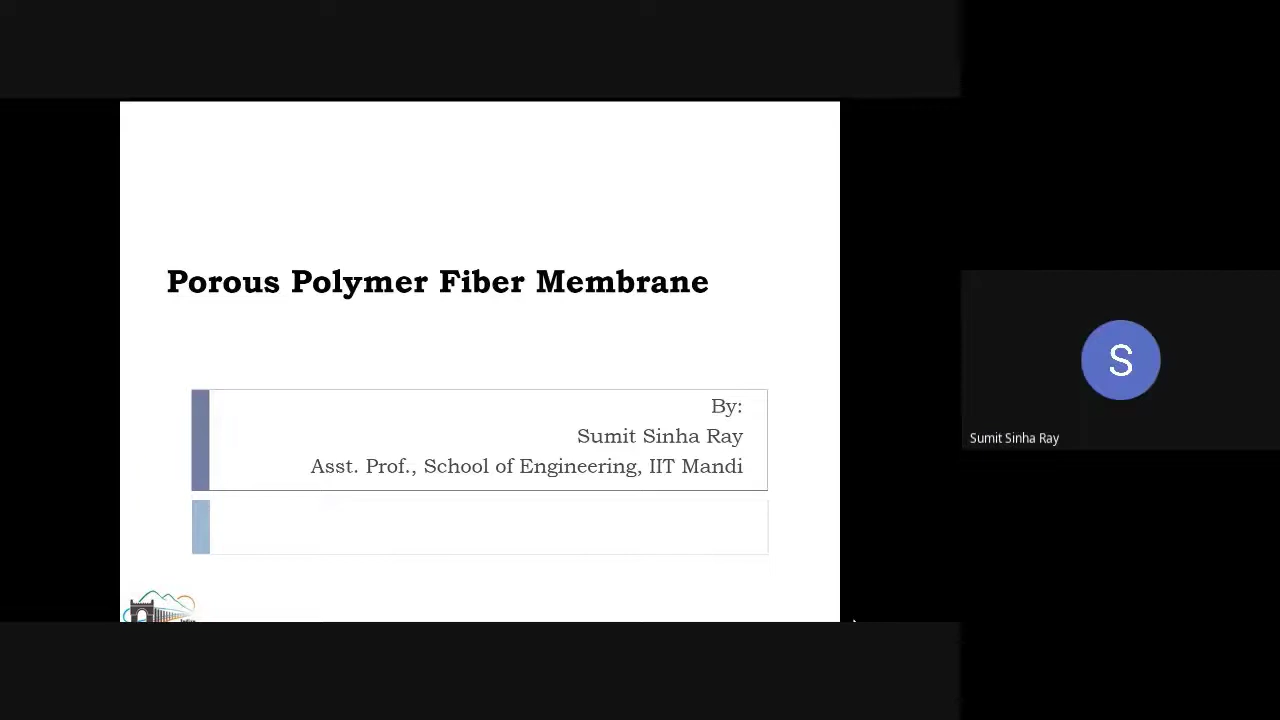 Porous Polymer Fiber Membrane
By:
Sumit Sinha Ray
Asst. Prof., School of Engineering, IIT Mandi
S
Sumit Sinha Ray